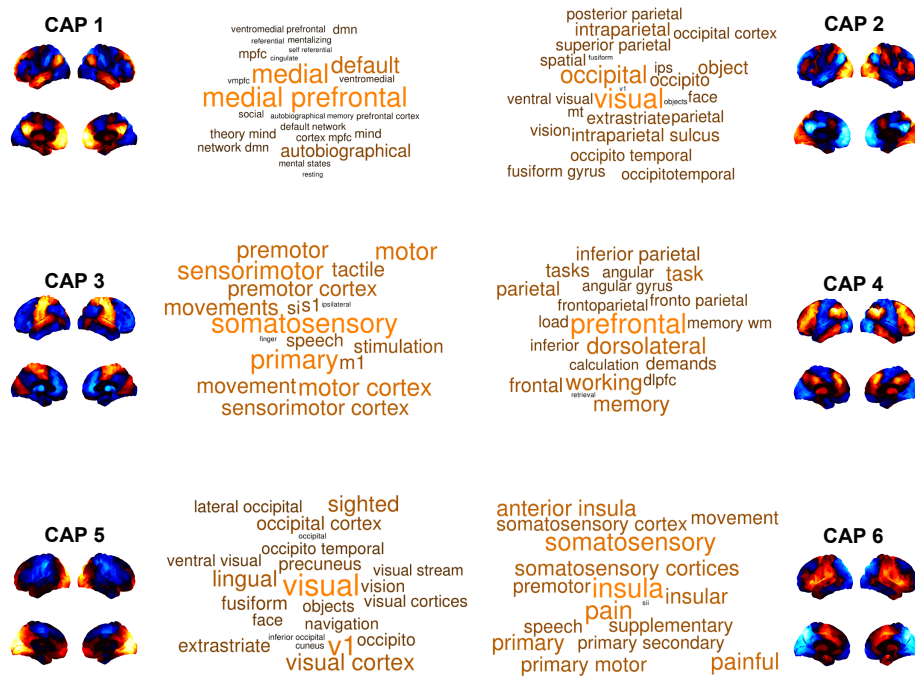 CAP 1
ventromedial prefrontal dmn
self referential
referential mentalizing
mpfc cingulate
medial default
vmpfc ventromedial
medial prefrontal
social autobiographical memory prefrontal cortex
default network
theory mind cortex mpfc mind
network dmn autobiographical
mental states
resting
CAP 2
posterior parietal
intraparietal occipital cortex
superior parietal
spatial fusiform
occipital ips object
occipito
v1
ventral visual visual objects face
mt extrastriate parietal
vision intraparietal sulcus
occipito temporal
fusiform gyrus occipitotemporal
CAP 3
premotor motor
sensorimotor tactile
premotor cortex
movements sii s1 ipsilateral
somatosensory
finger speech stimulation
primary m1
movement motor cortex
sensorimotor cortex
CAP 4
inferior parietal
tasks angular task
parietal angular gyrus
frontoparietal fronto parietal
load prefrontal memory wm
inferior dorsolateral
calculation demands
frontal working dlpfc
retrieval
memory
CAP 5
lateral occipital sighted
occipital cortex
occipital
occipito temporal
ventral visual precuneus visual stream
lingual visual vision
fusiform objects visual cortices
face navigation
inferior occipital
extrastriate cuneus v1 occipito
visual cortex
CAP 6
anterior insula
somatosensory cortex movement
somatosensory
somatosensory cortices
premotor insula insular
pain sii
speech supplementary
primary primary secondary
primary motor painful